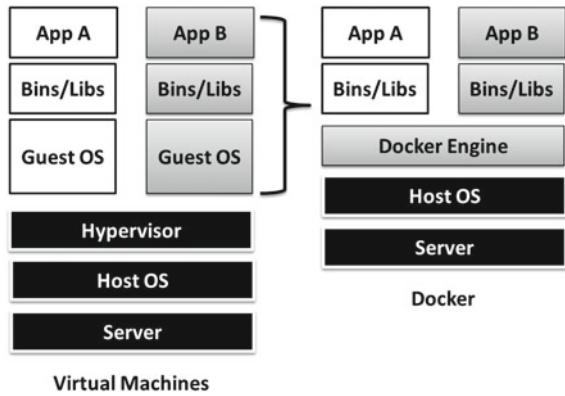 App A
App B
Bins/Libs
Bins/Libs
Guest OS
Guest OS
Hypervisor
Host OS
Server
Virtual Machines
App A
App B
Bins/Libs
Bins/Libs
Docker Engine
Host OS
Server
Docker